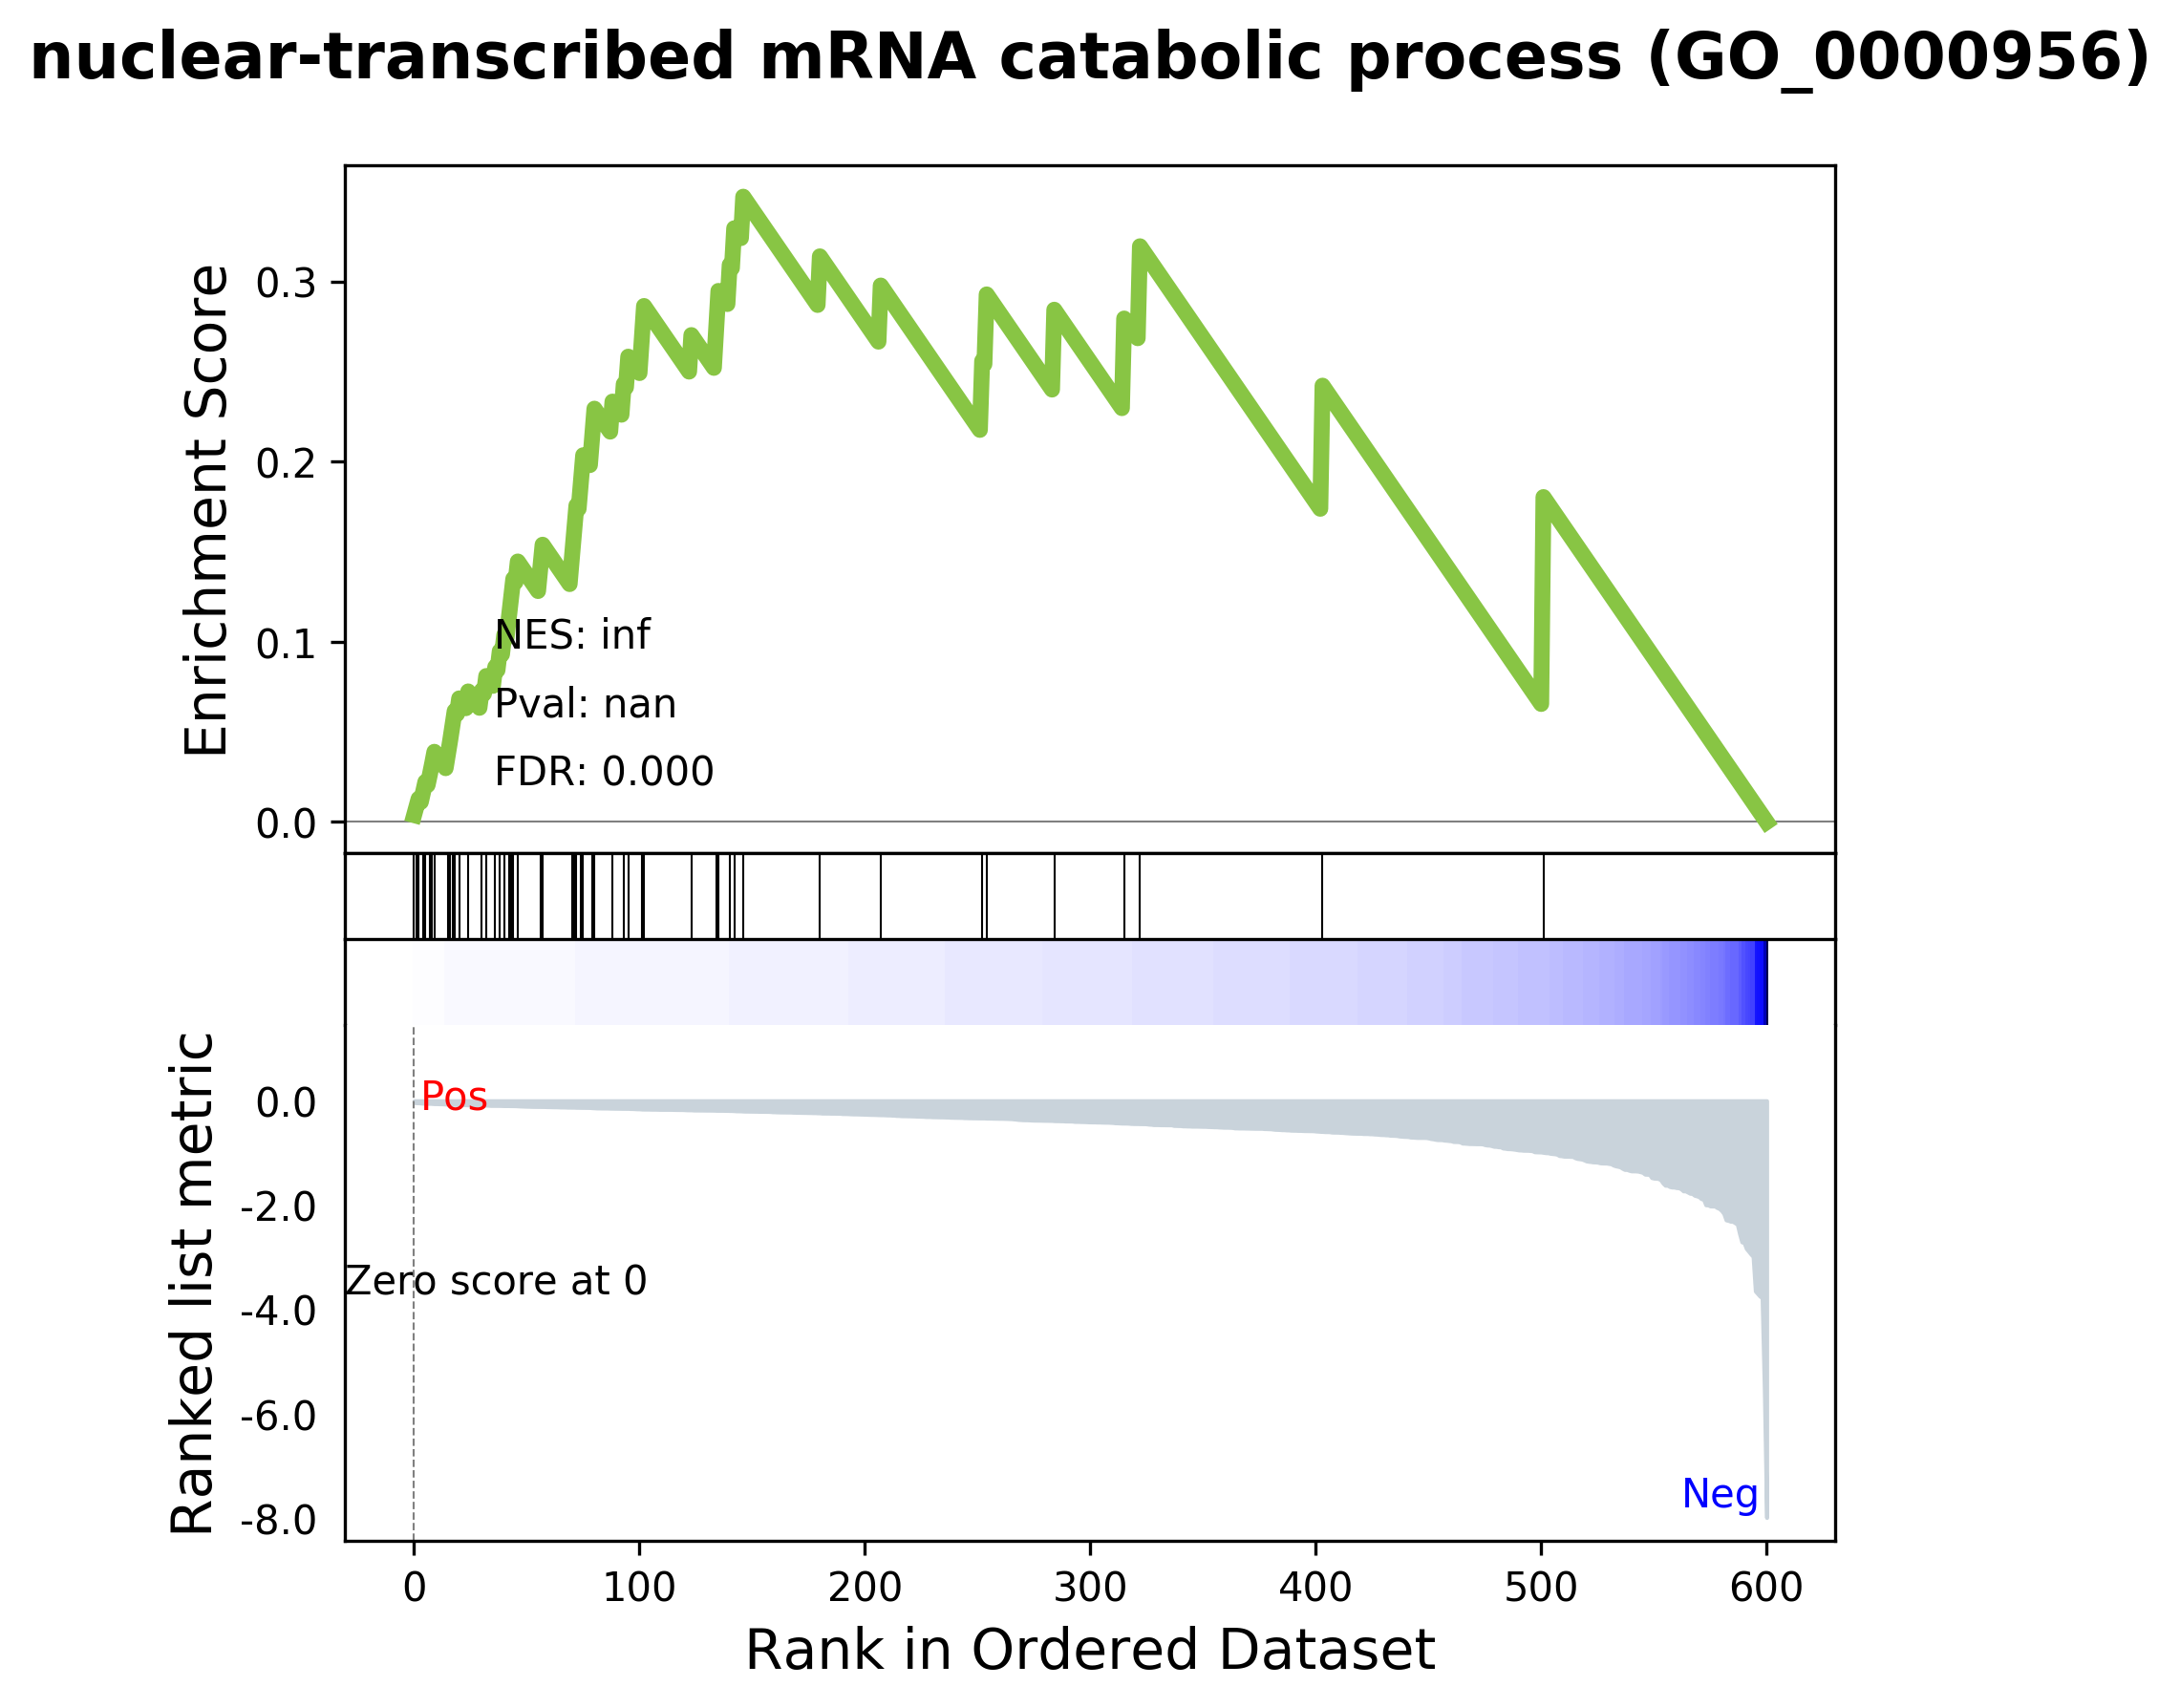 nuclear-transcribed mRNA catabolic process (GO_0000956)
Enrichment Score
0.3
0.2
0.1
0.0
NES: inf
Pval: nan
FDR: 0.000
Ranked list metric
0.0
-2.0
-4.0
-6.0
-8.0
Pos
Zero score at 0
Neg
0 100 200 300 400 500 600
Rank in Ordered Dataset